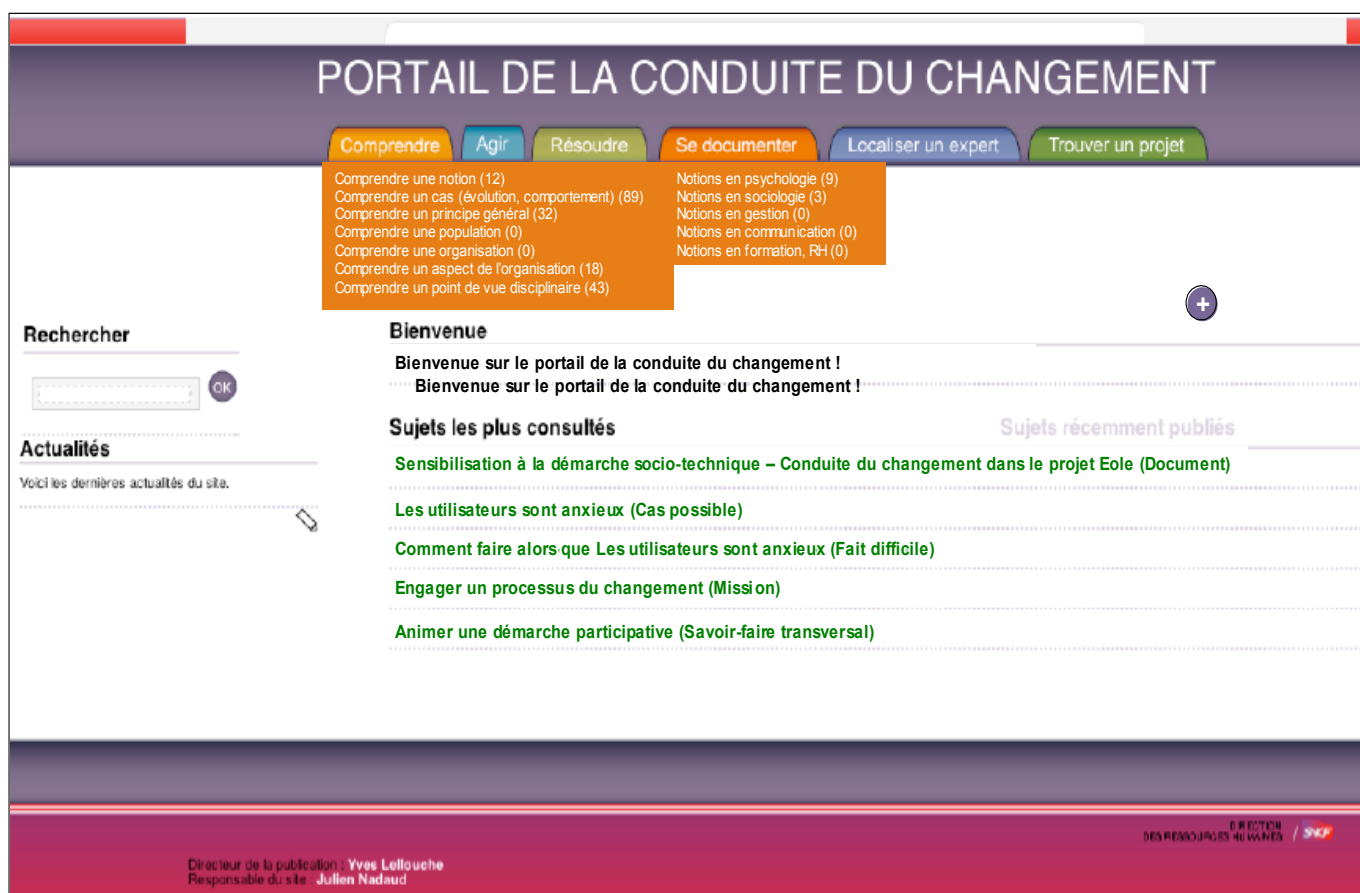 PORTAIL DE LA CONDUITE DU CHANGEMENT
Comprendre Agir Résoudre Se documenter Localiser un expert Trouver un projet
Comprendre une notion (12)
Comprendre un cas (évolution, comportement) (89)
Comprendre un principe général (32)
Comprendre une population (0)
Comprendre une organisation (0)
Comprendre un aspect de l'organisation (18)
Comprendre un point de vue disciplinaire (43)
Notions en psychologie (9)
Notions en sociologie (3)
Notions en gestion (0)
Notions en communication (0)
Notions en formation, RH (0)
+
Rechercher
OK
Actualités
Voici les dernières actualités du site.
Bienvenue
Bienvenue sur le portail de la conduite du changement !
Bienvenue sur le portail de la conduite du changement !
Sujets les plus consultés Sujets récemment publiés
Sensibilisation à la démarche socio-technique – Conduite du changement dans le projet Eole (Document)
Les utilisateurs sont anxieux (Cas possible)
Comment faire alors que Les utilisateurs sont anxieux (Fait difficile)
Engager un processus du changement (Mission)
Animer une démarche participative (Savoir-faire transversal)
DIRECTION
DES RESSOURCES HUMAINES / SNCF
Directeur de la publication : Yves Lellouche
Responsable du site : Julien Nadaud